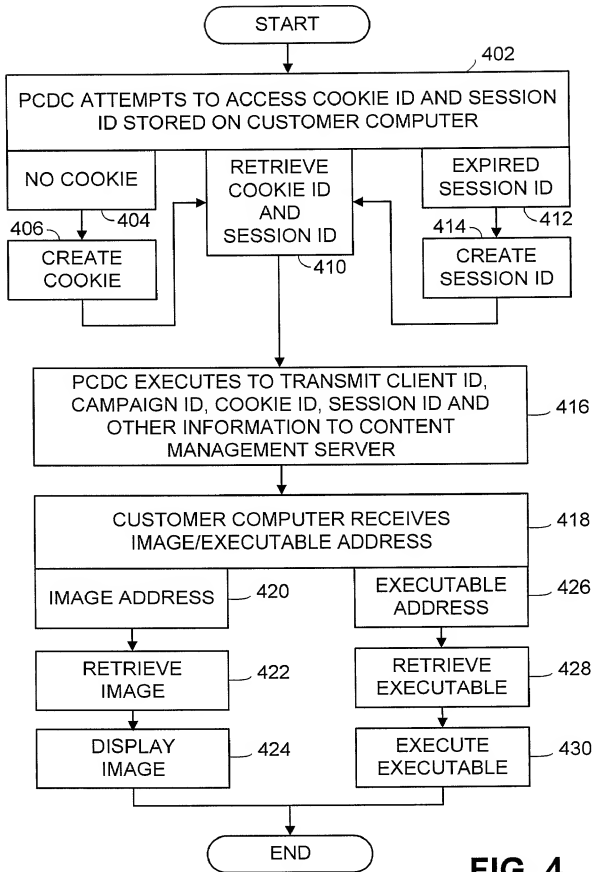 START
402
PCDC ATTEMPTS TO ACCESS COOKIE ID AND SESSION
ID STORED ON CUSTOMER COMPUTER
NO COOKIE
404
406
CREATE
COOKIE
RETRIEVE
COOKIE ID
AND
SESSION ID
410
EXPIRED
SESSION ID
412
414
CREATE
SESSION ID
PCDC EXECUTES TO TRANSMIT CLIENT ID,
CAMPAIGN ID, COOKIE ID, SESSION ID AND
OTHER INFORMATION TO CONTENT
MANAGEMENT SERVER
416
CUSTOMER COMPUTER RECEIVES
IMAGE/EXECUTABLE ADDRESS
418
IMAGE ADDRESS
420
RETRIEVE
IMAGE
422
DISPLAY
IMAGE
424
EXECUTABLE
ADDRESS
426
RETRIEVE
EXECUTABLE
428
EXECUTE
EXECUTABLE
430
END
FIG. 4